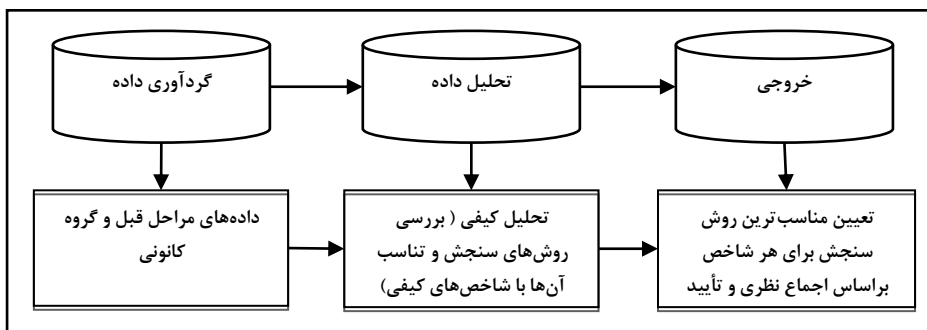 گردآوری داده
تحلیل داده
خروجی
داده‌های مراحل قبل و گروه
کانونی
تحلیل کیفی ( بررسی
روش‌های سنجش و تناسب
آن‌ها با شاخص‌های کیفی)
تعیین مناسب‌ترین روش
سنجش برای هر شاخص
براساس اجماع نظری و تأیید